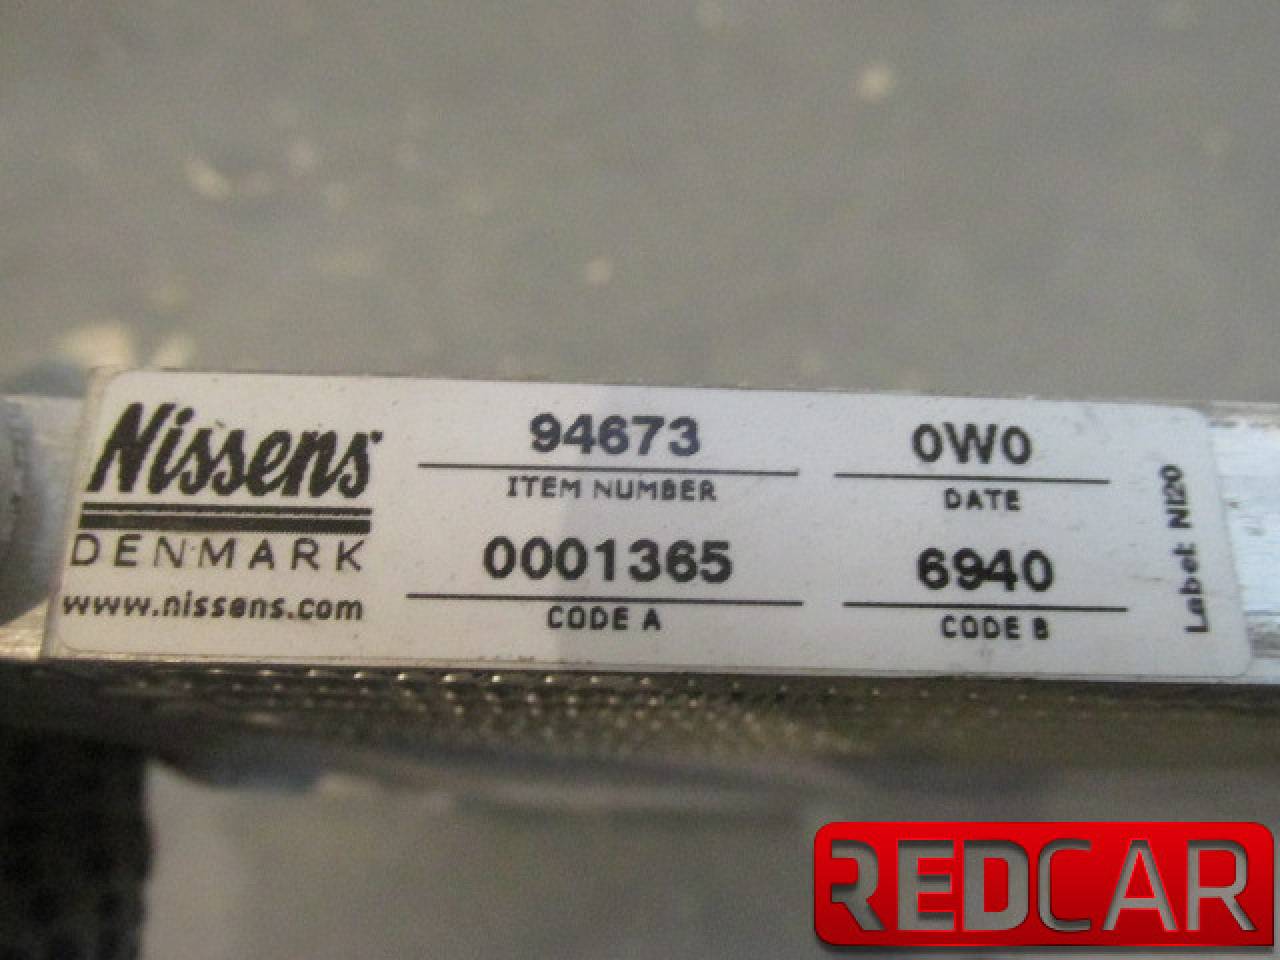 Nissens
DENMARK
www.nissens.com
94673
ITEM NUMBER
0W0
DATE
0001365
CODE A
6940
CODE B
Label: NI20
REDCAR